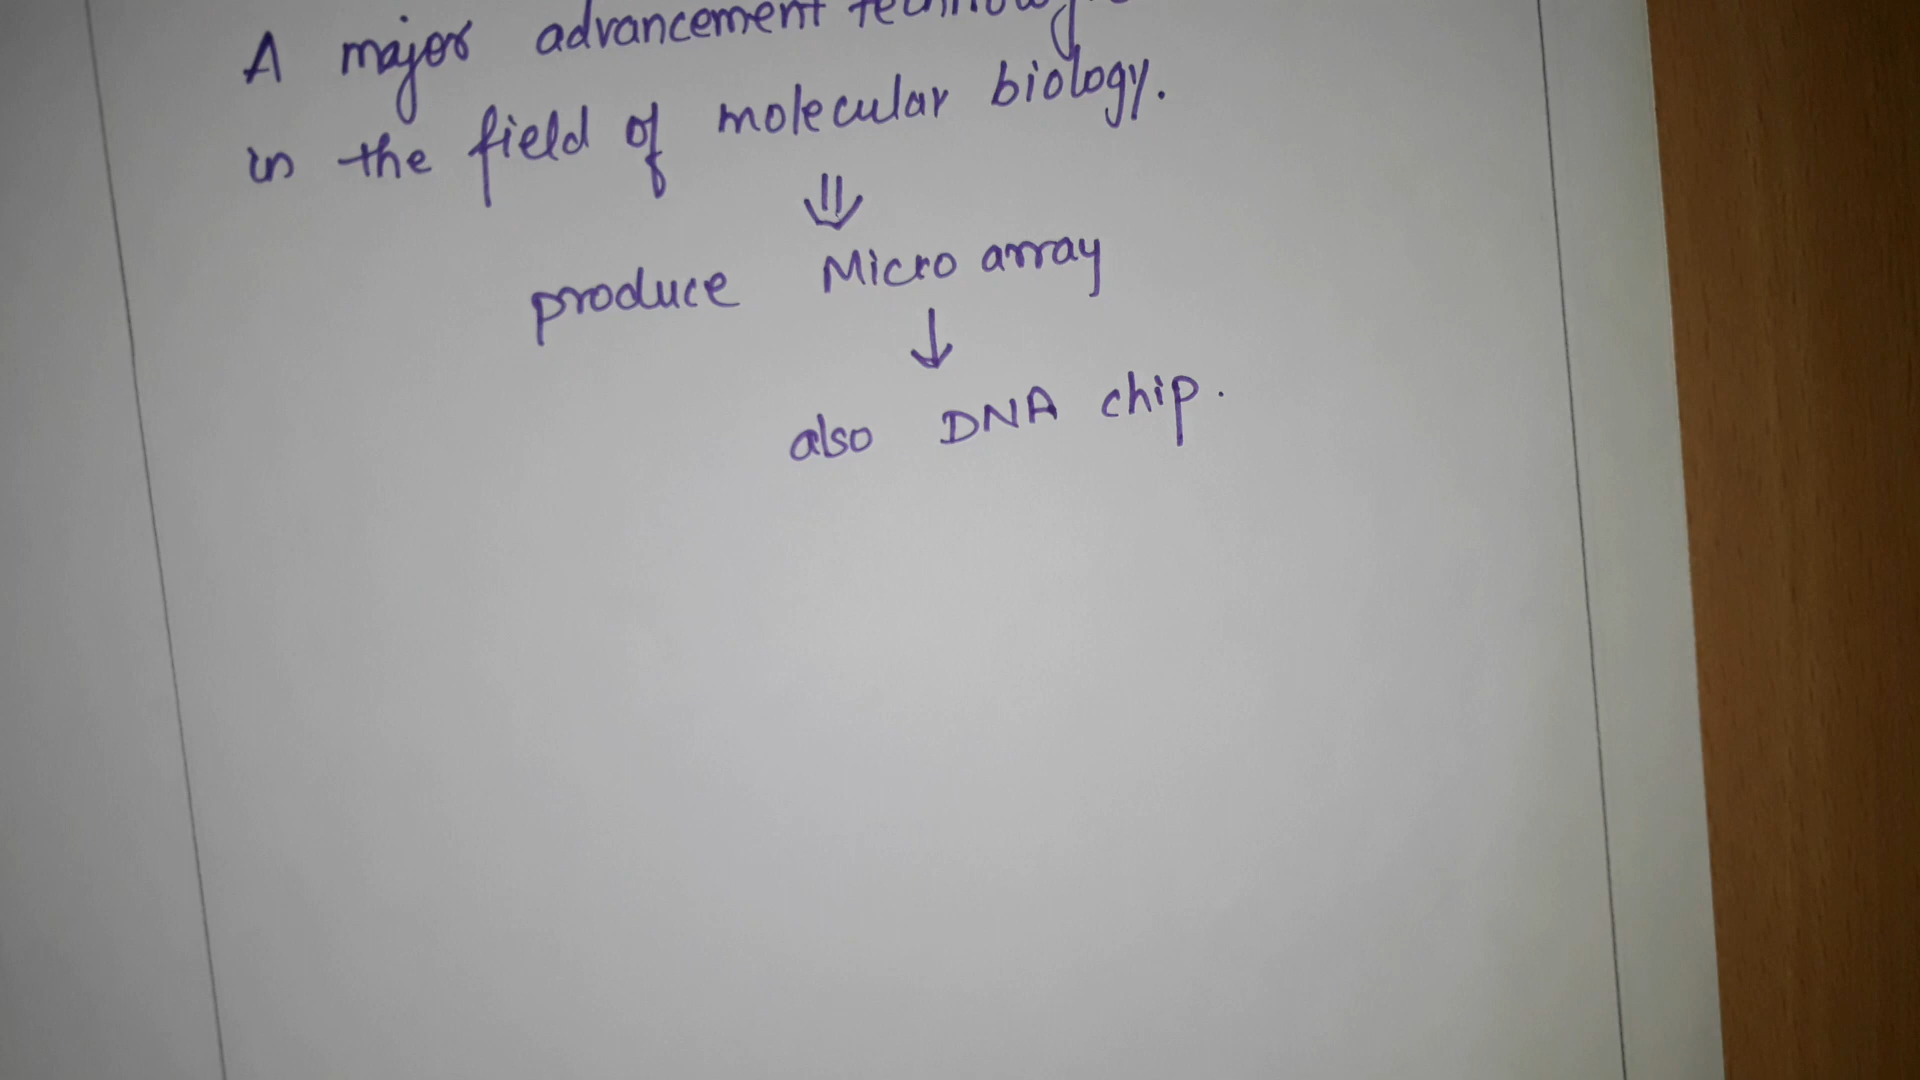 A major advancement
in the field of molecular biology.
⇓
produce Micro array
↓
also DNA chip.